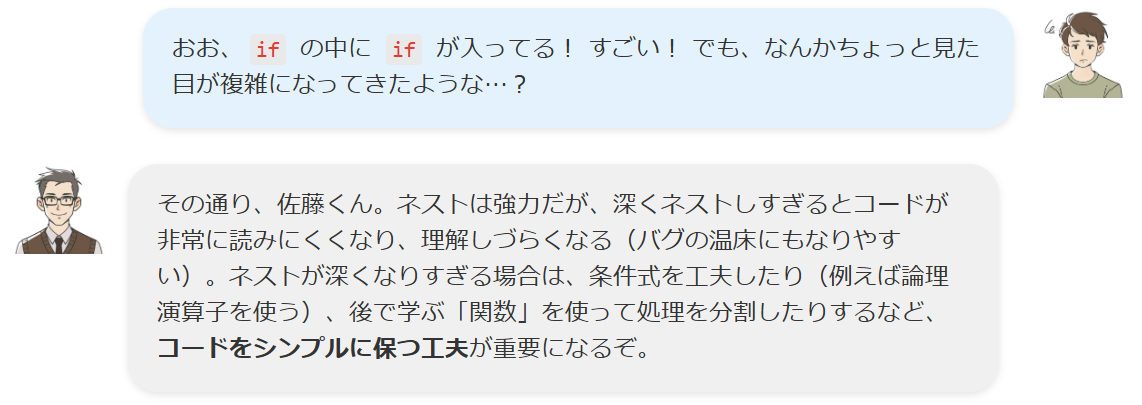 おお、 if の中に if が入ってる！ すごい！ でも、なんかちょっと見た
目が複雑になってきたような…？
その通り、佐藤くん。ネストは強力だが、深くネストしすぎるとコードが
非常に読みにくくなり、理解しづらくなる（バグの温床にもなりやす
い）。ネストが深くなりすぎる場合は、条件式を工夫したり（例えば論理
演算子を使う）、後で学ぶ「関数」を使って処理を分割したりするなど、
コードをシンプルに保つ工夫が重要になるぞ。